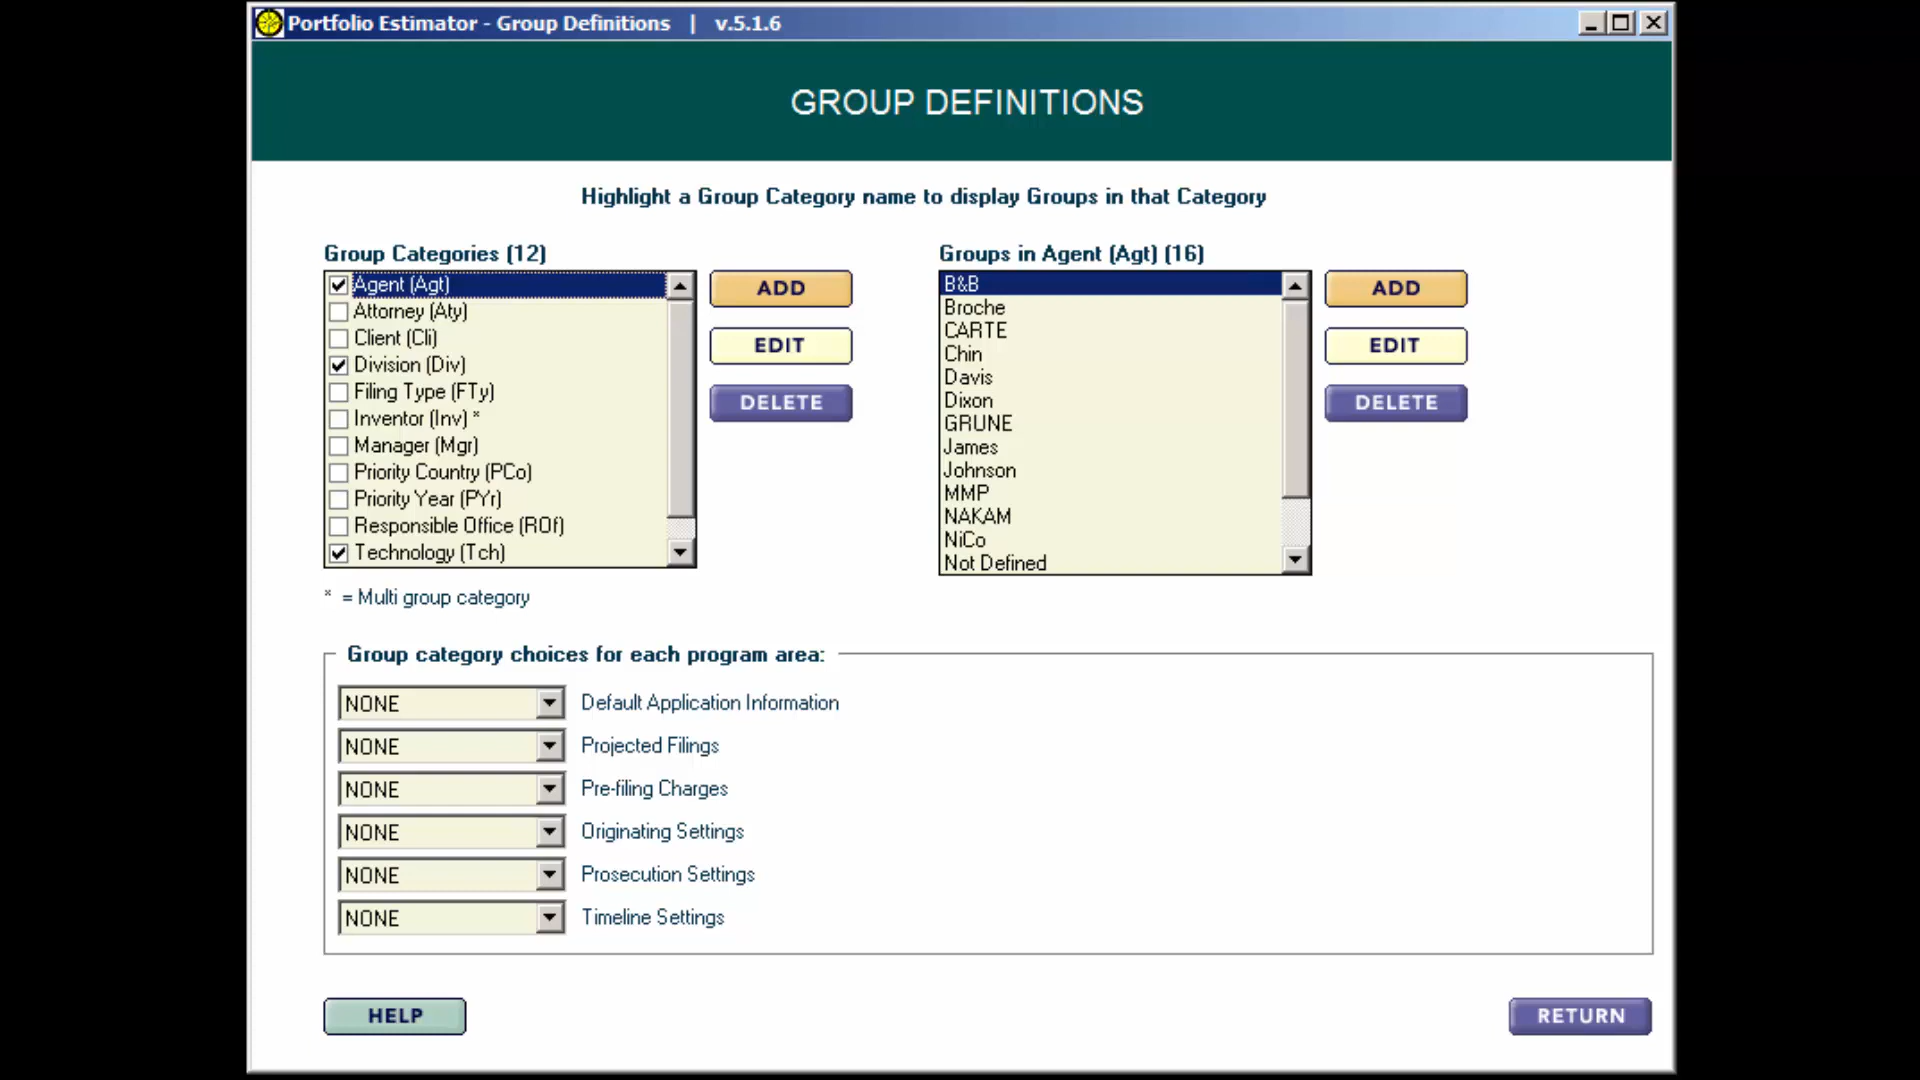 Portfolio Estimator - Group Definitions | v.5.1.6
GROUP DEFINITIONS
Highlight a Group Category name to display Groups in that Category
Group Categories (12)
Agent (Agt)
Attorney (Aty)
Client (Cli)
Division (Div)
Filing Type (FTy)
Inventor (Inv) *
Manager (Mgr)
Priority Country (PCo)
Priority Year (PYr)
Responsible Office (ROf)
Technology (Tch)
* = Multi group category
ADD
EDIT
DELETE
Groups in Agent (Agt) (16)
B&B
Broche
CARTE
Chin
Davis
Dixon
GRUNE
James
Johnson
MMP
NAKAM
NiCo
Not Defined
ADD
EDIT
DELETE
Group category choices for each program area:
NONE Default Application Information
NONE Projected Filings
NONE Pre-filing Charges
NONE Originating Settings
NONE Prosecution Settings
NONE Timeline Settings
HELP
RETURN